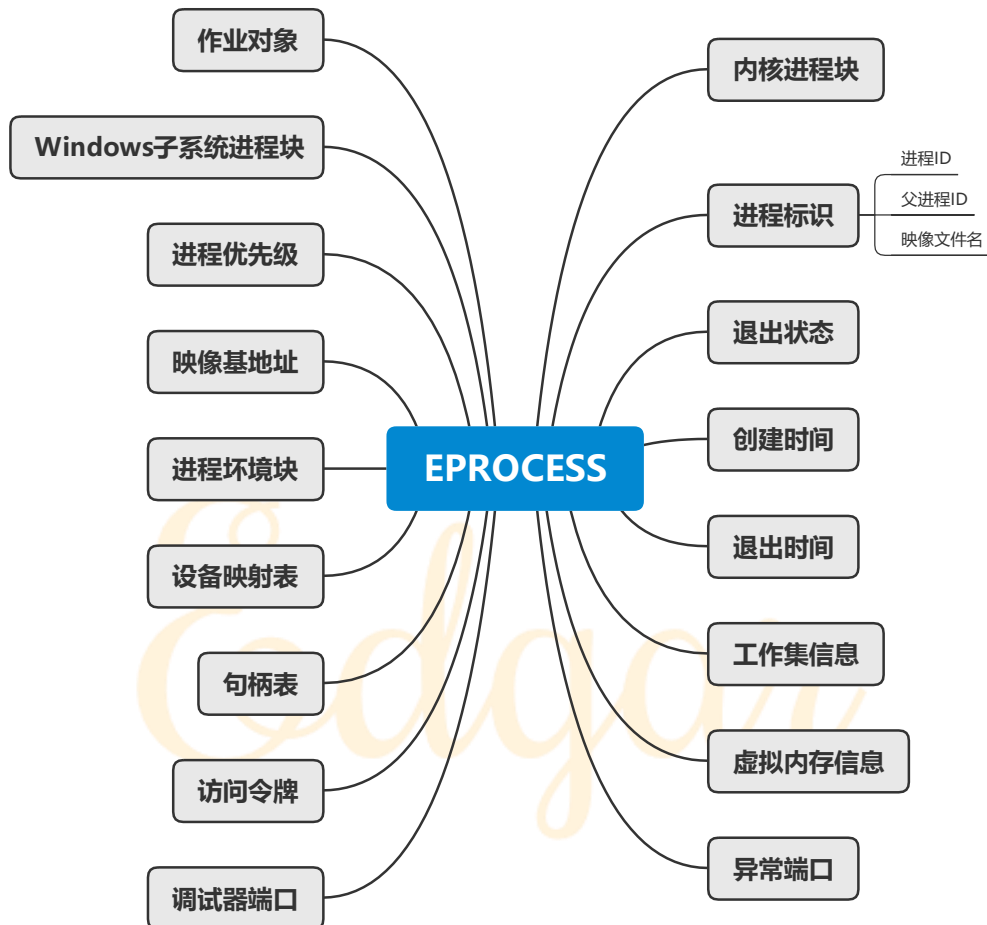 作业对象
Windows子系统进程块
进程优先级
映像基地址
进程坏境块
设备映射表
句柄表
访问令牌
调试器端口
EPROCESS
内核进程块
进程标识
进程ID
父进程ID
映像文件名
退出状态
创建时间
退出时间
工作集信息
虚拟内存信息
异常端口
Edgar